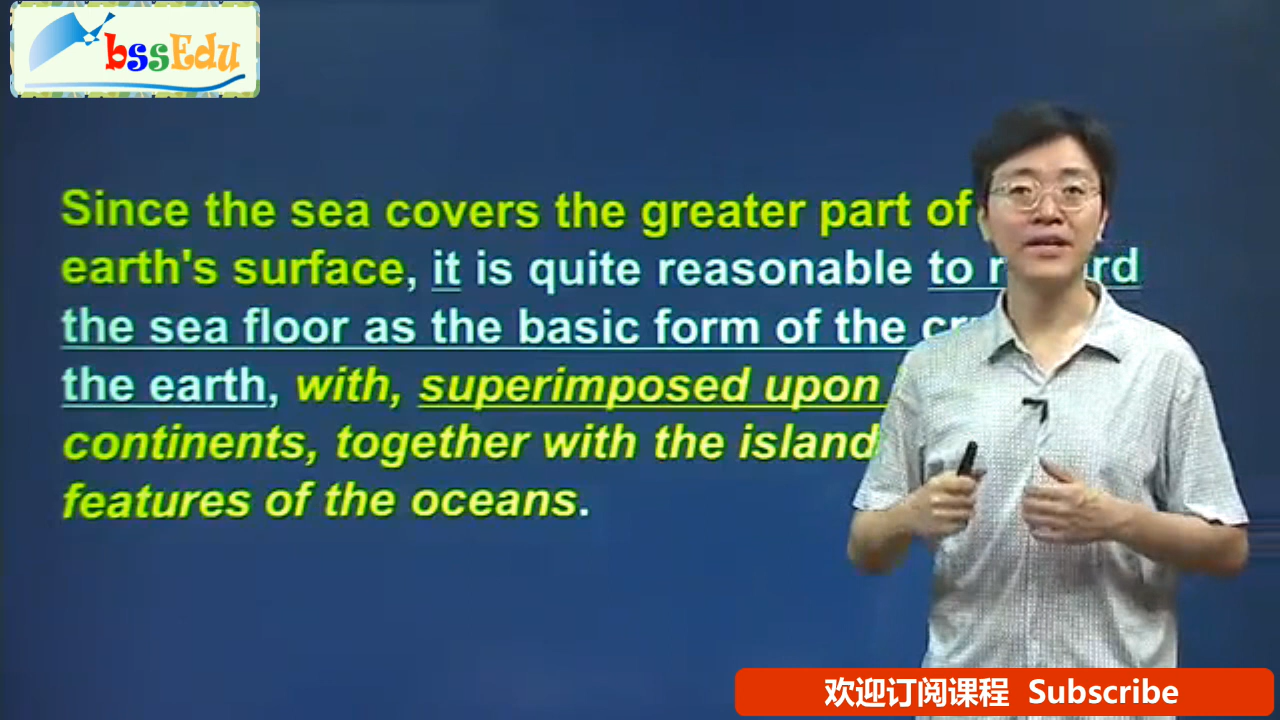 bssEdu
Since the sea covers the greater part of
earth's surface, it is quite reasonable to
the sea floor as the basic form of the
the earth, with, superimposed upon
continents, together with the island
features of the oceans.
欢迎订阅课程 Subscribe